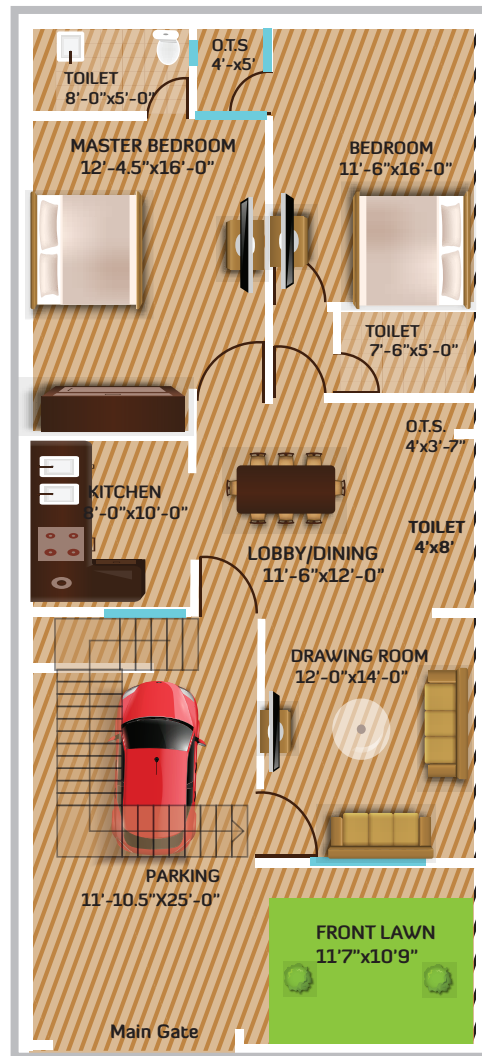 O.T.S
4'-x5'
TOILET
8'-0"x5'-0"
MASTER BEDROOM
12'-4.5"x16'-0"
BEDROOM
11'-6"x16'-0"
TOILET
7'-6"x5'-0"
O.T.S.
4'x3'-7"
KITCHEN
8'-0"x10'-0"
TOILET
4'x8'
LOBBY/DINING
11'-6"x12'-0"
DRAWING ROOM
12'-0"x14'-0"
PARKING
11'-10.5"X25'-0"
FRONT LAWN
11'7"x10'9"
Main Gate